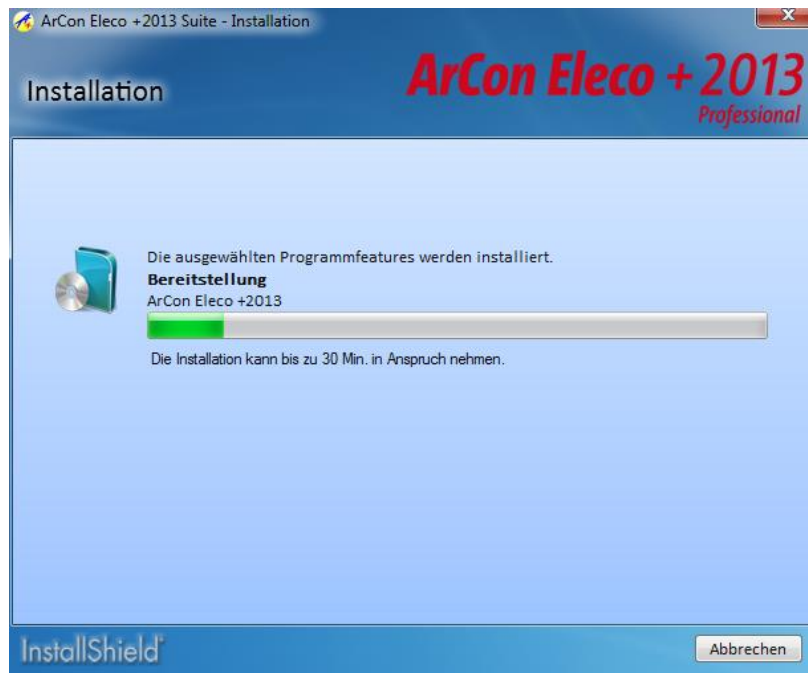 ArCon Eleco +2013 Suite - Installation
Installation
ArCon Eleco +2013
Professional
Die ausgewählten Programmfeatures werden installiert.
Bereitstellung
ArCon Eleco +2013
Die Installation kann bis zu 30 Min. in Anspruch nehmen.
InstallShield®
Abbrechen